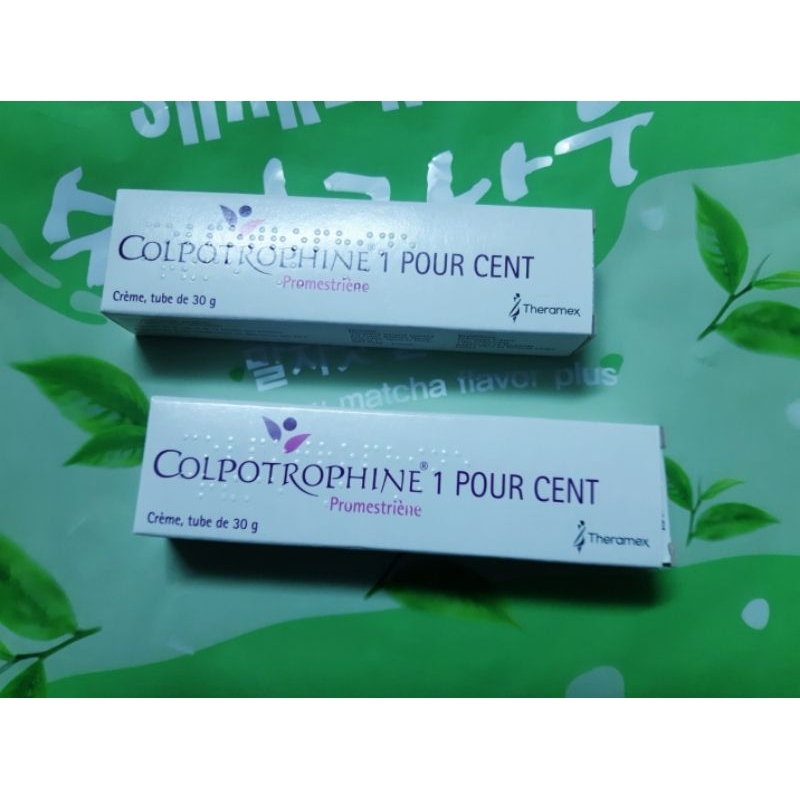 COLPOTROPHINE® 1 POUR CENT
Promestriène
Crème, tube de 30 g
Theramex
matcha flavor plus
COLPOTROPHINE® 1 POUR CENT
Promestriène
Crème, tube de 30 g
Theramex